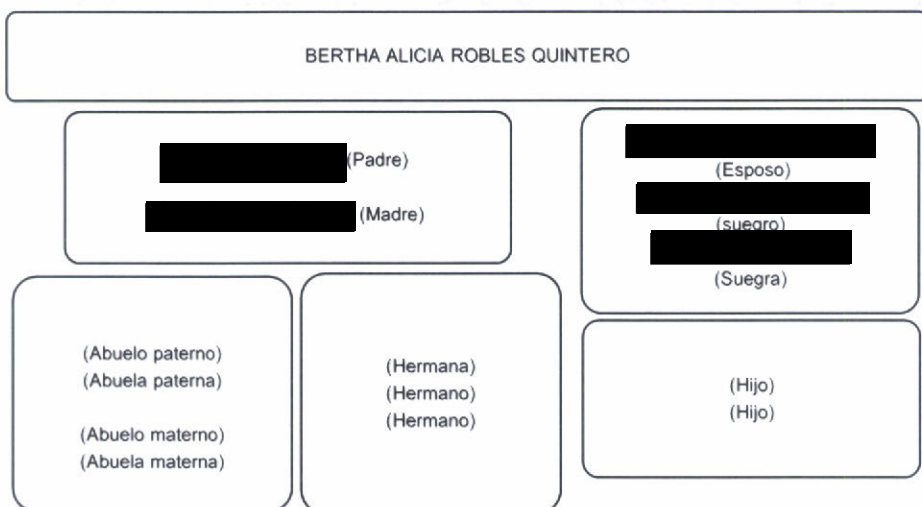 BERTHA ALICIA ROBLES QUINTERO
(Padre)
(Madre)
(Esposo)
(suegro)
(Suegra)
(Abuelo paterno)
(Abuela paterna)
(Abuelo materno)
(Abuela materna)
(Hermana)
(Hermano)
(Hermano)
(Hijo)
(Hijo)